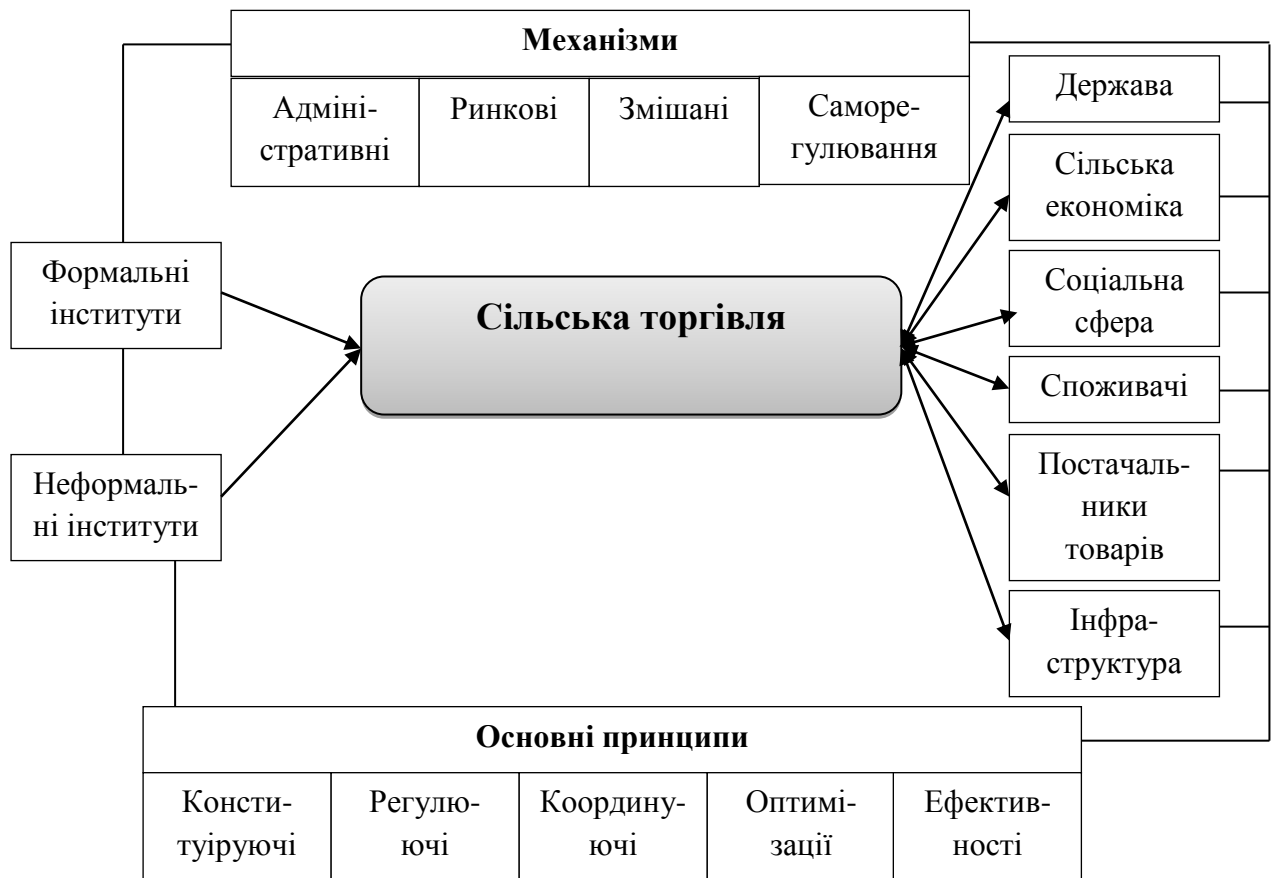 Механізми
Адміні-
стративні
Ринкові
Змішані
Саморе-
гулювання
Держава
Сільська
економіка
Формальні
інститути
Соціальна
сфера
Сільська торгівля
Споживачі
Неформаль-
ні інститути
Постачаль-
ники
товарів
Інфра-
структура
Основні принципи
Консти-
туіруючі
Регулю-
ючі
Координу-
ючі
Оптимі-
зації
Ефектив-
ності